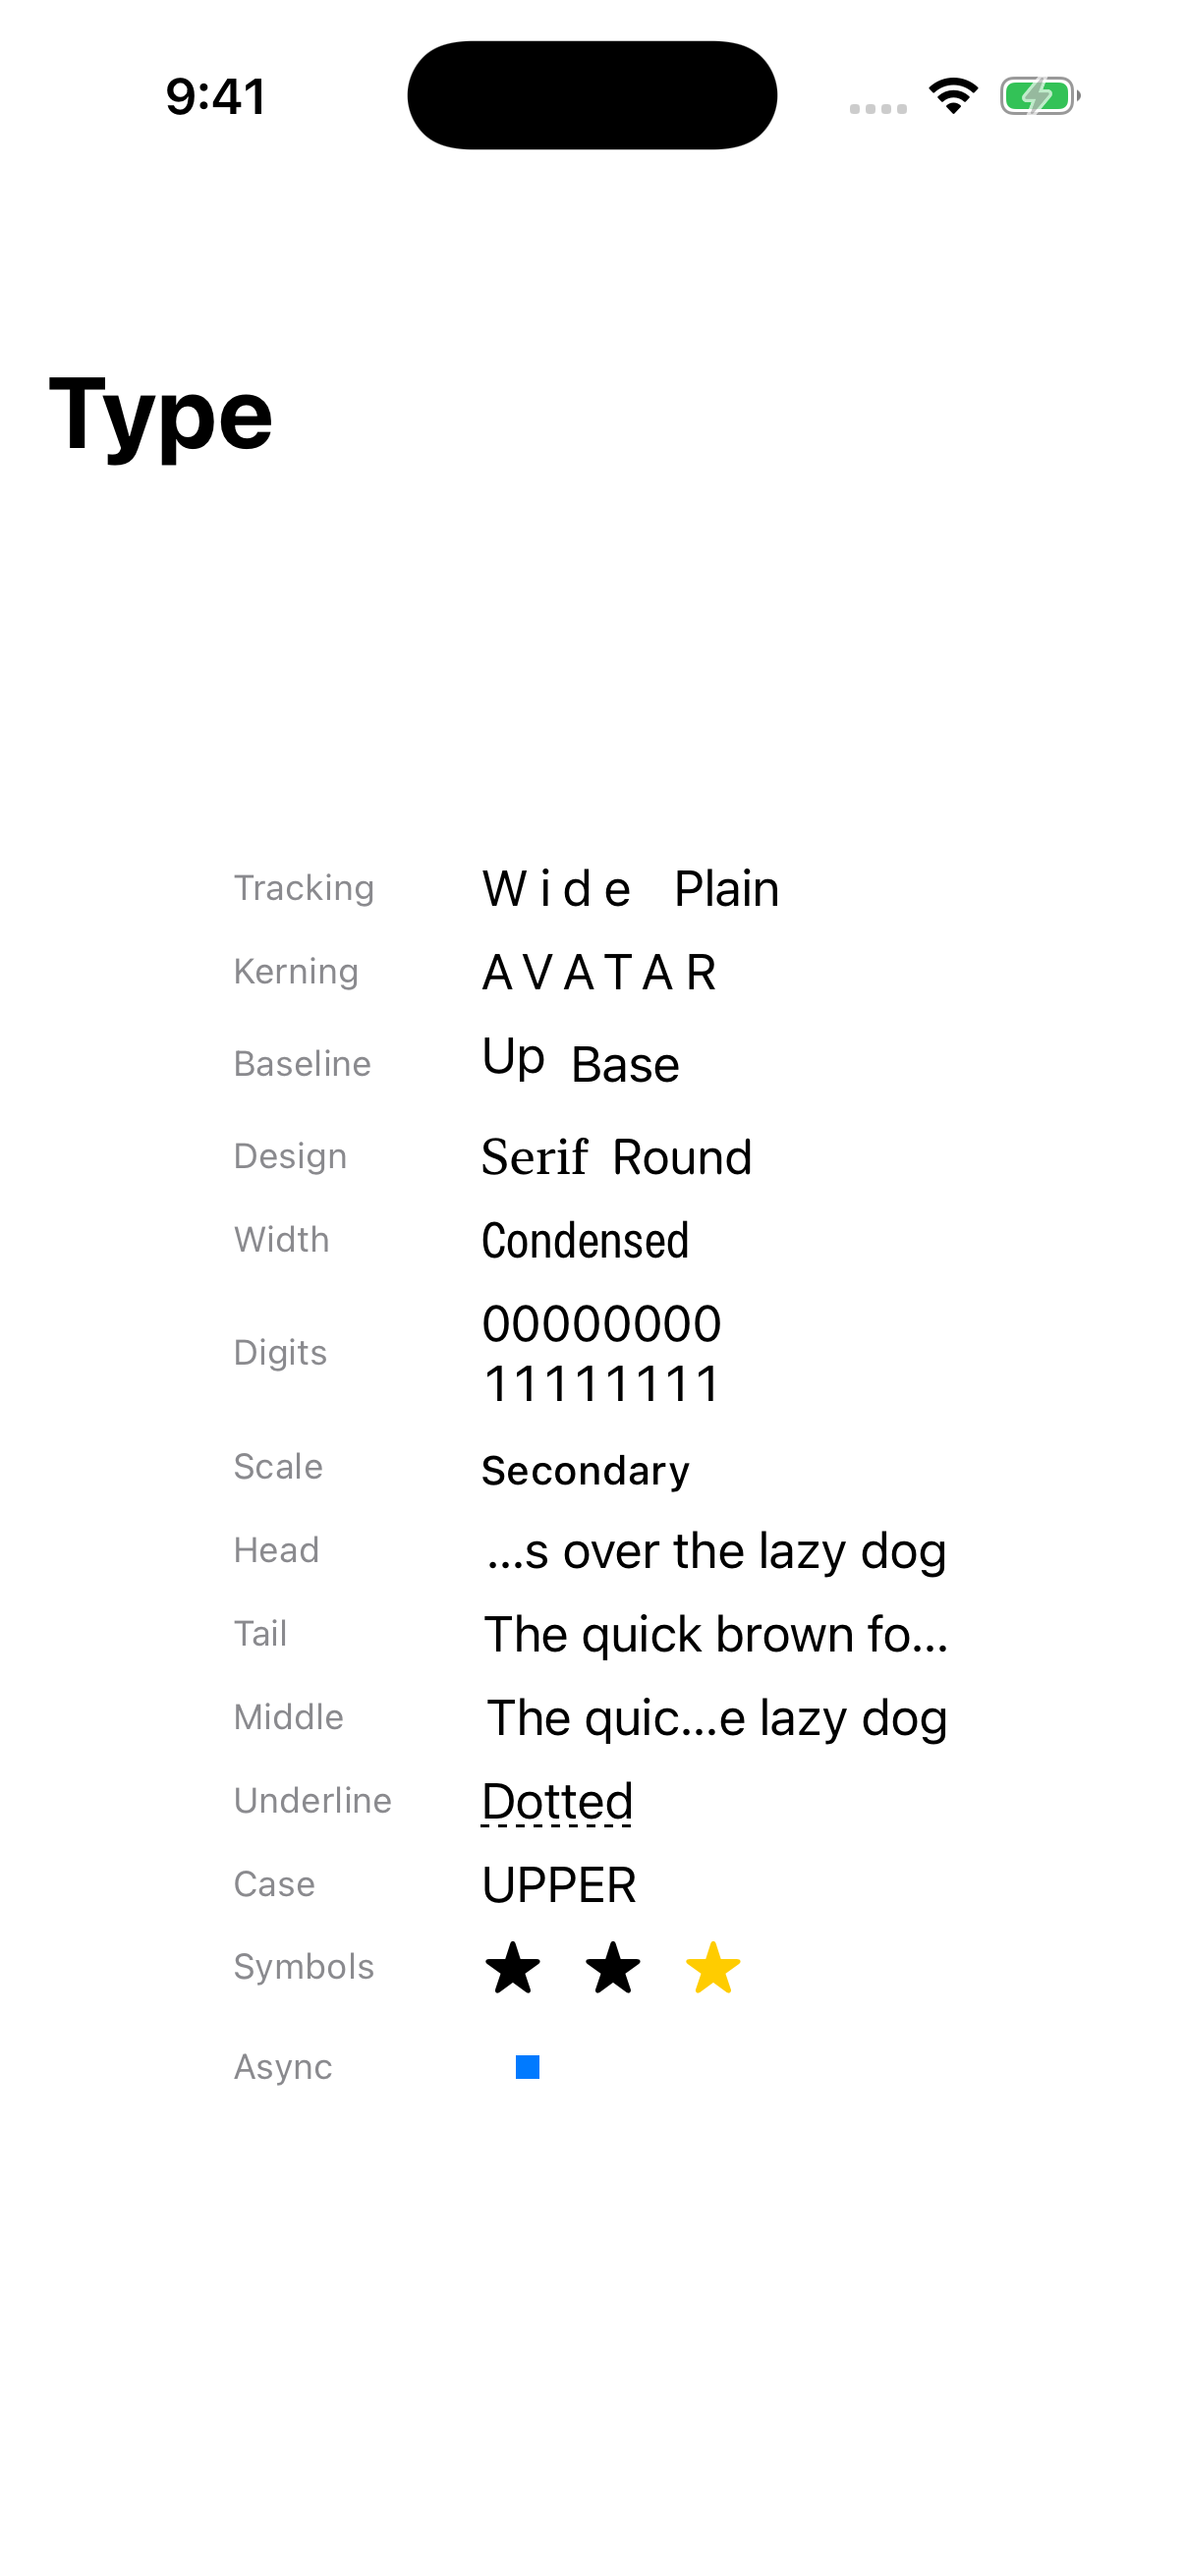 9:41
Type
Tracking W i d e Plain
Kerning AVATAR
Baseline Up Base
Design Serif Round
Width Condensed
Digits 00000000
11111111
Scale Secondary
Head ...s over the lazy dog
Tail The quick brown fo...
Middle The quic...e lazy dog
Underline Dotted
Case UPPER
Symbols ★ ★ ★
Async